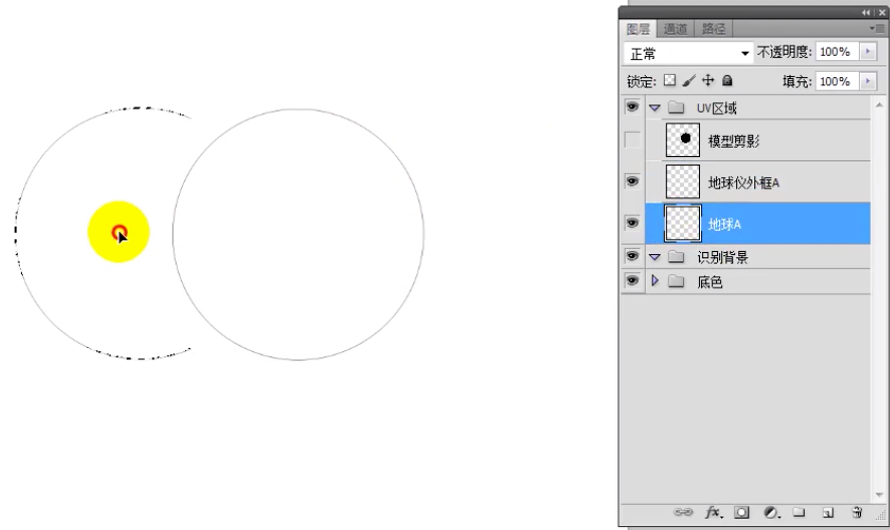 图层 通道 路径
正常 不透明度: 100%
锁定: 填充: 100%
UV区域
模型剪影
地球仪外框A
地球A
识别背景
底色
fx.